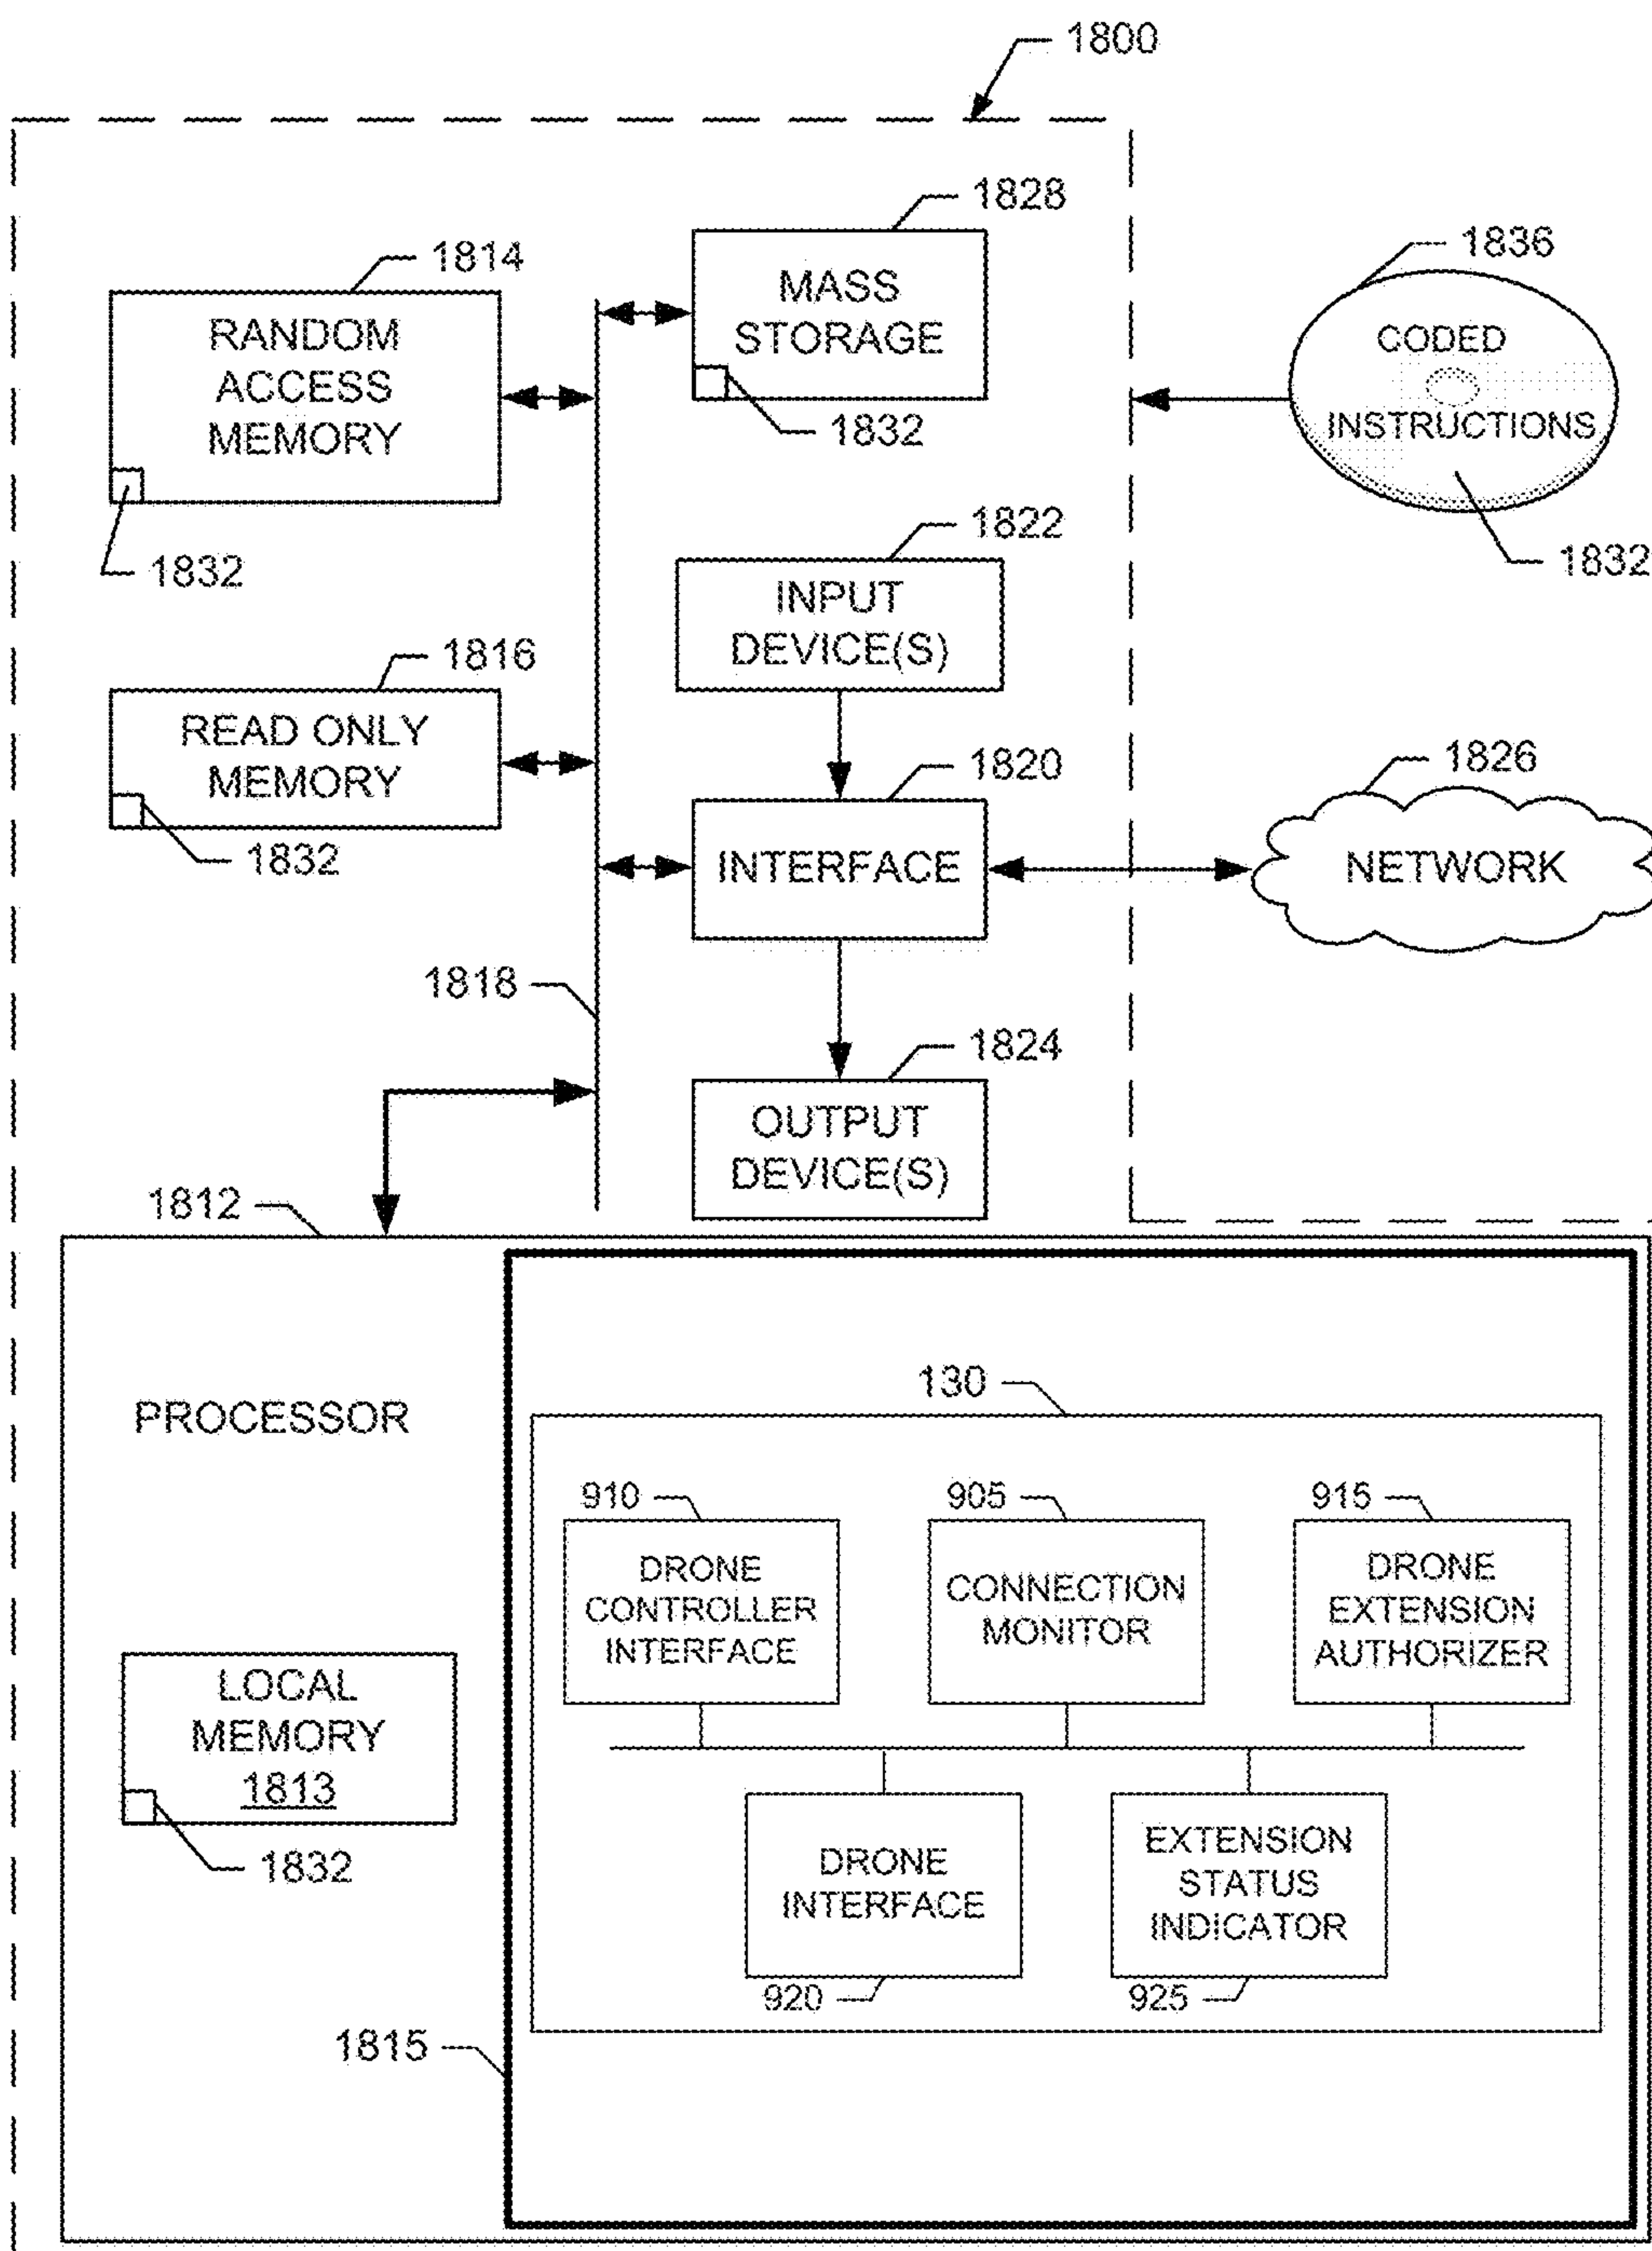 1800
1828
MASS
STORAGE
1832
1814
RANDOM
ACCESS
MEMORY
1832
1836
CODED
INSTRUCTIONS
1832
1822
INPUT
DEVICE(S)
1816
READ ONLY
MEMORY
1832
1820
INTERFACE
1826
NETWORK
1818
1824
OUTPUT
DEVICE(S)
1812
PROCESSOR
LOCAL
MEMORY
1813
1832
1815
130
910
DRONE
CONTROLLER
INTERFACE
905
CONNECTION
MONITOR
915
DRONE
EXTENSION
AUTHORIZER
DRONE
INTERFACE
920
EXTENSION
STATUS
INDICATOR
925